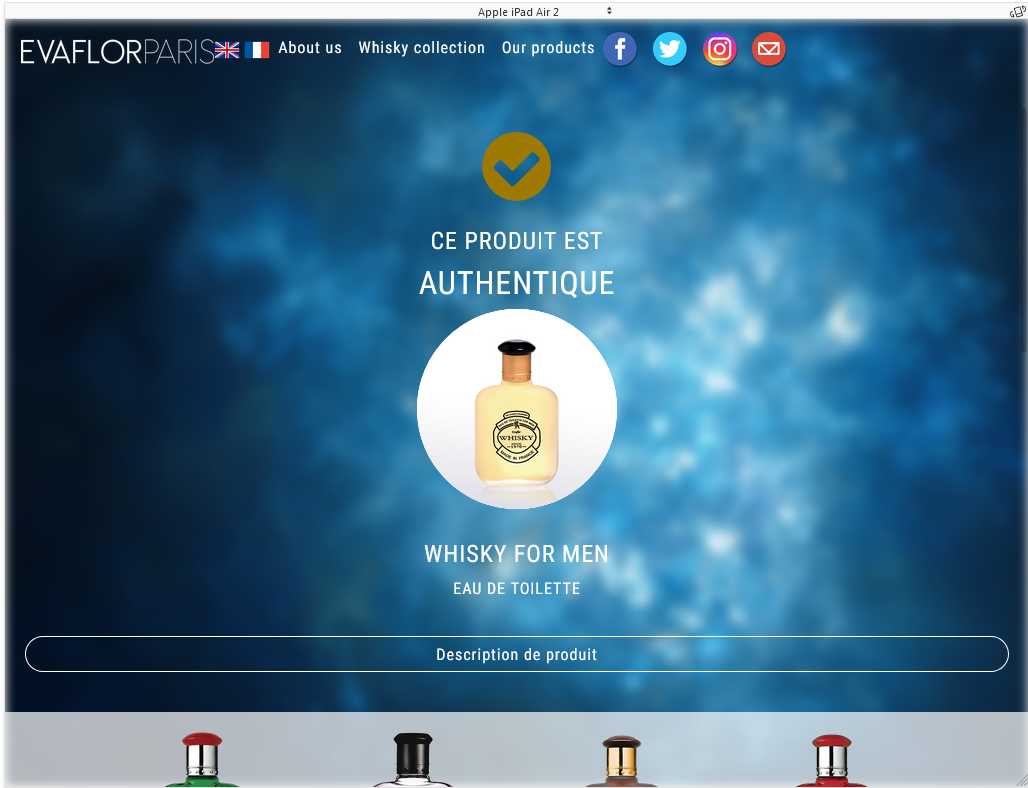 Apple iPad Air 2
EVAFLORPARIS About us Whisky collection Our products
CE PRODUIT EST
AUTHENTIQUE
WHISKY
1970
MADE IN FRANCE
WHISKY FOR MEN
EAU DE TOILETTE
Description de produit